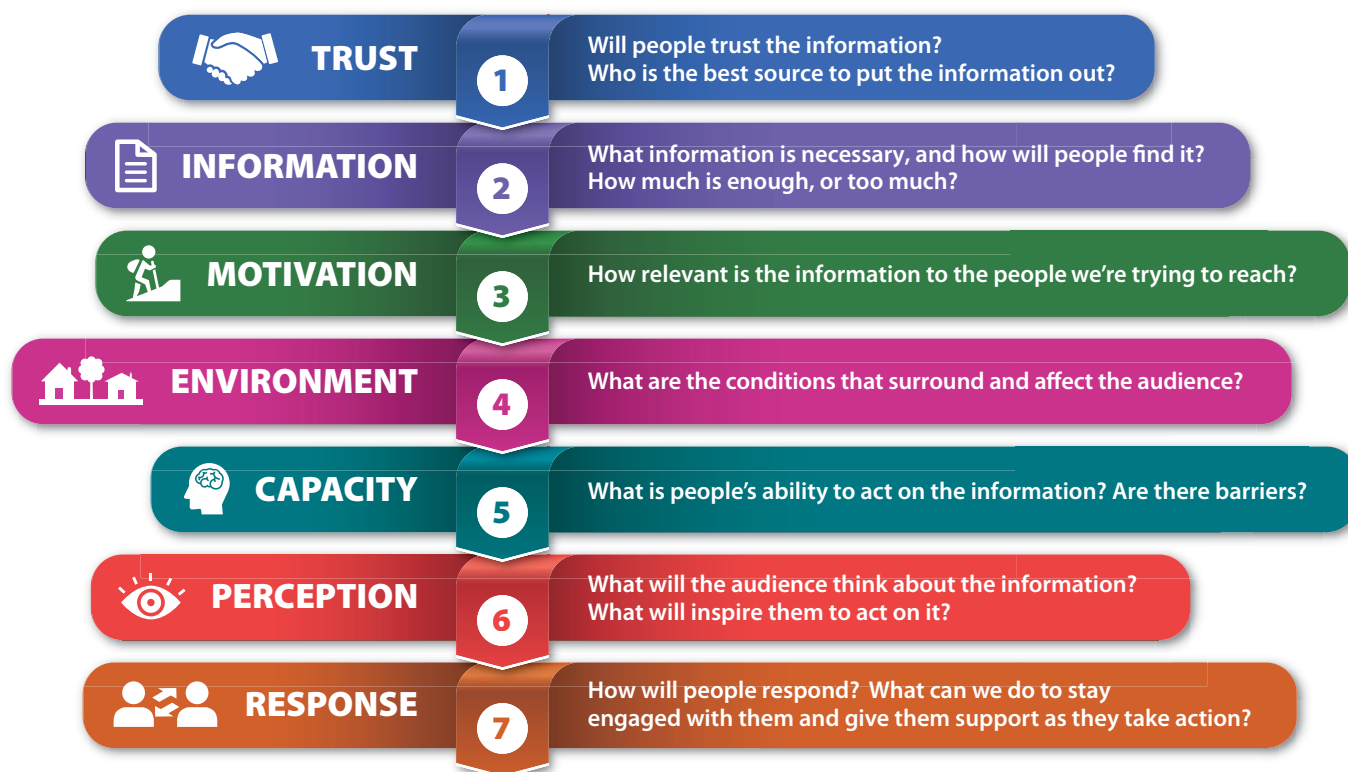 TRUST
1
Will people trust the information?
Who is the best source to put the information out?
INFORMATION
2
What information is necessary, and how will people find it?
How much is enough, or too much?
MOTIVATION
3
How relevant is the information to the people we’re trying to reach?
ENVIRONMENT
4
What are the conditions that surround and affect the audience?
CAPACITY
5
What is people’s ability to act on the information? Are there barriers?
PERCEPTION
6
What will the audience think about the information?
What will inspire them to act on it?
RESPONSE
7
How will people respond? What can we do to stay
engaged with them and give them support as they take action?